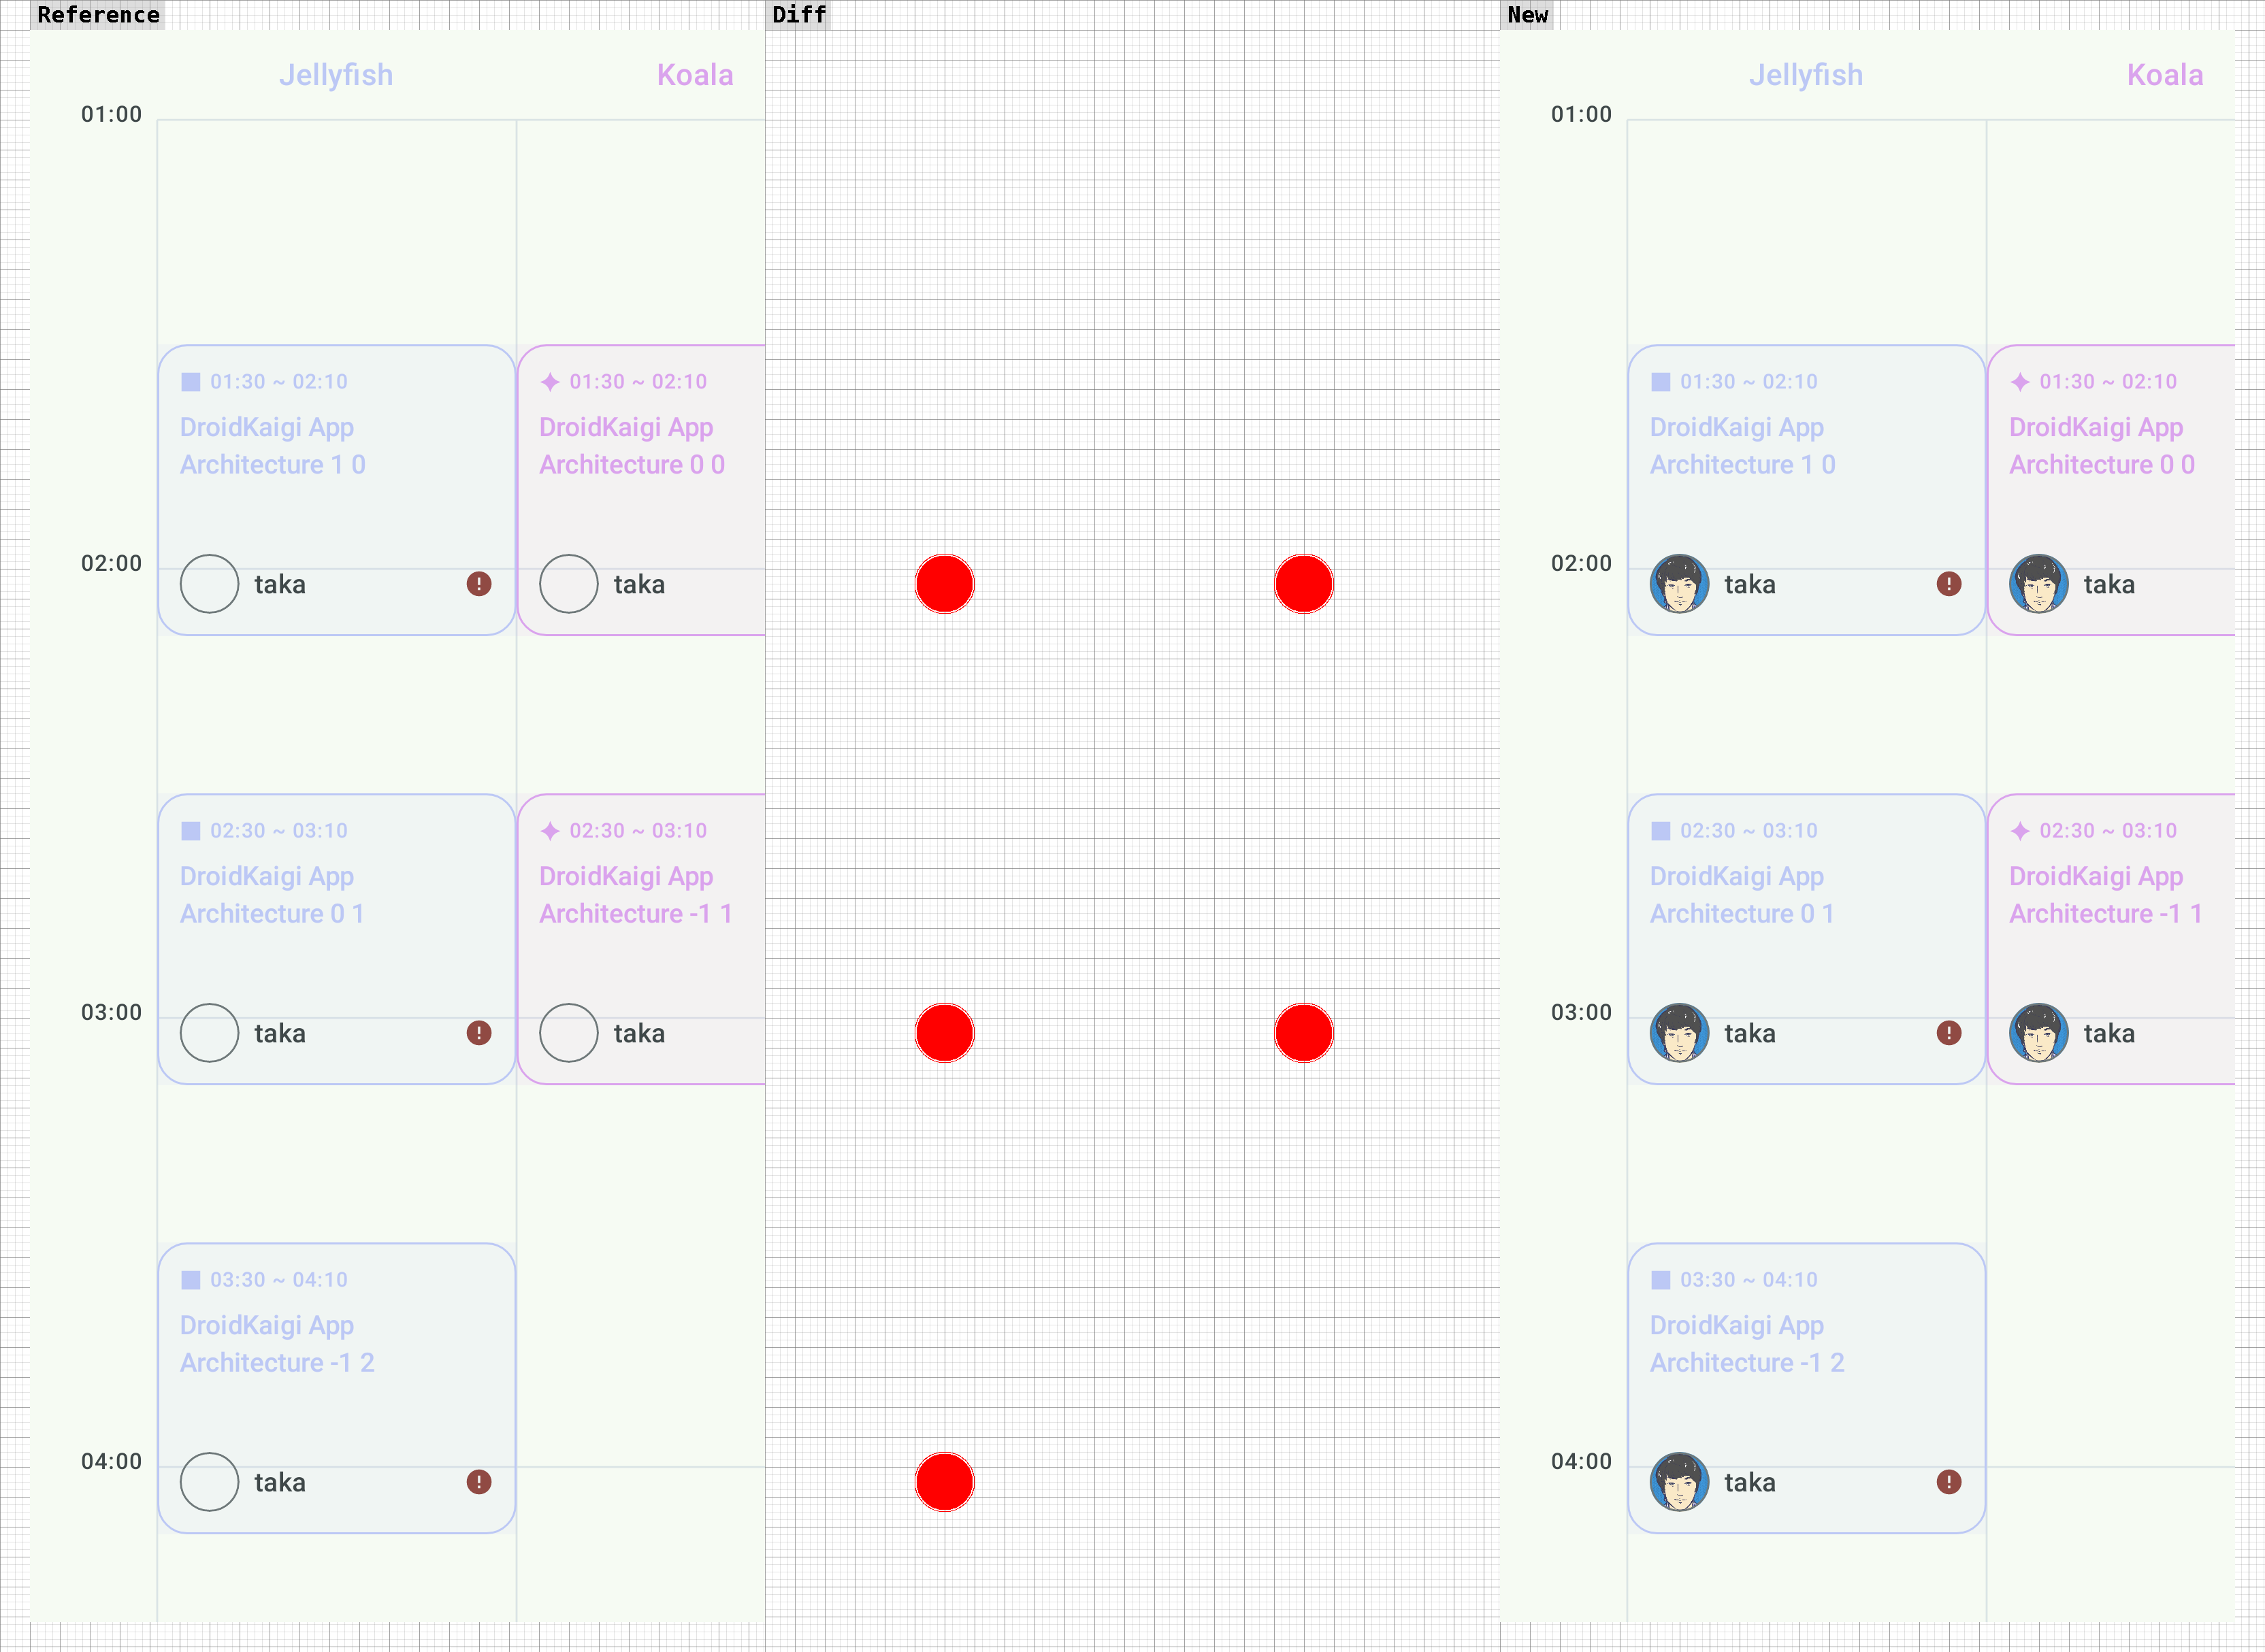 Reference
Jellyfish
Koala
01:00
01:30 ~ 02:10
DroidKaigi App
Architecture 1 0
01:30 ~ 02:10
DroidKaigi App
Architecture 0 0
02:00
taka
!
taka
02:30 ~ 03:10
DroidKaigi App
Architecture 0 1
02:30 ~ 03:10
DroidKaigi App
Architecture -1 1
03:00
taka
!
taka
03:30 ~ 04:10
DroidKaigi App
Architecture -1 2
04:00
taka
!
Diff
New
Jellyfish
Koala
01:00
01:30 ~ 02:10
DroidKaigi App
Architecture 1 0
01:30 ~ 02:10
DroidKaigi App
Architecture 0 0
02:00
taka
!
taka
02:30 ~ 03:10
DroidKaigi App
Architecture 0 1
02:30 ~ 03:10
DroidKaigi App
Architecture -1 1
03:00
taka
!
taka
03:30 ~ 04:10
DroidKaigi App
Architecture -1 2
04:00
taka
!